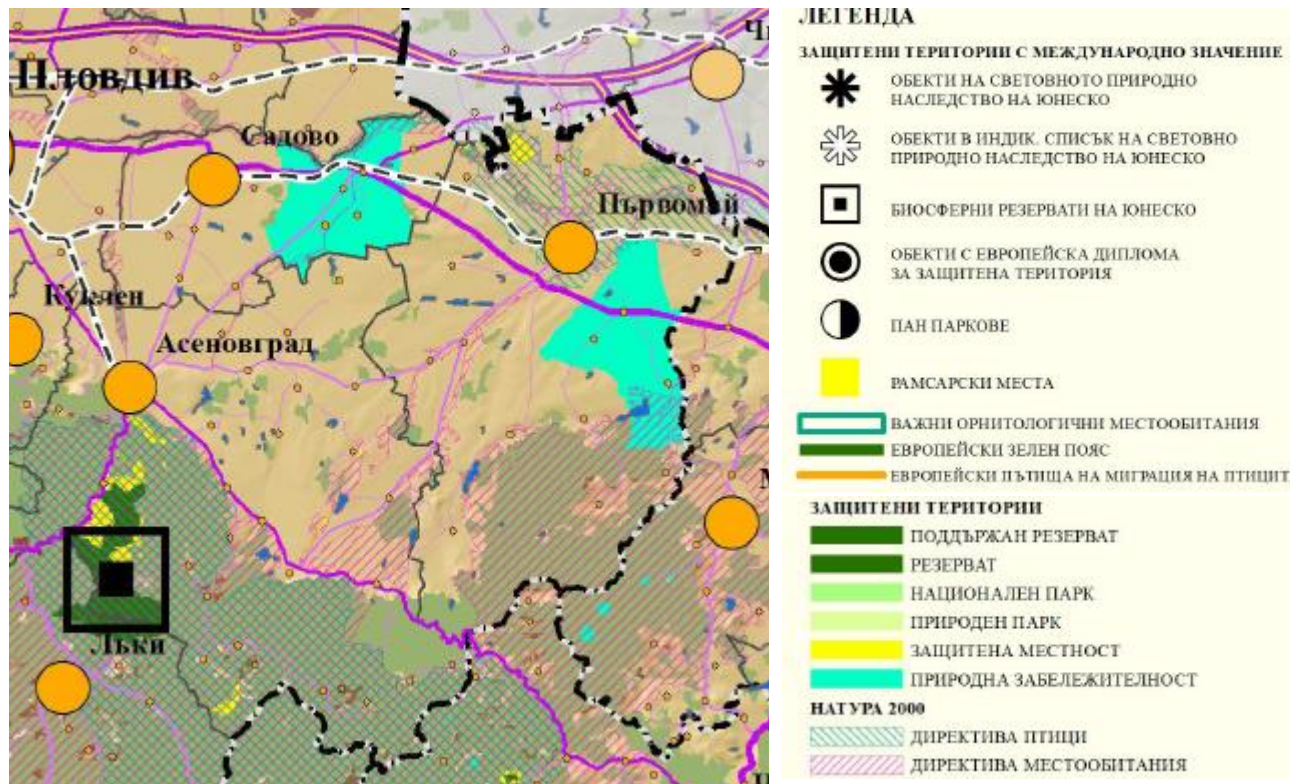 Пловдив
Садово
Първомай
Куклен
Асеновград
Лъки
ЛЕГЕНДА
ЗАЩИТЕНИ ТЕРИТОРИИ С МЕЖДУНАРОДНО ЗНАЧЕНИЕ
ОБЕКТИ НА СВЕТОВНОТО ПРИРОДНО
НАСЛЕДСТВО НА ЮНЕСКО
ОБЕКТИ В ИНДИК. СПИСЪК НА СВЕТОВНО
ПРИРОДНО НАСЛЕДСТВО НА ЮНЕСКО
БИОСФЕРНИ РЕЗЕРВАТИ НА ЮНЕСКО
ОБЕКТИ С ЕВРОПЕЙСКА ДИПЛОМА
ЗА ЗАЩИТЕНА ТЕРИТОРИЯ
ПАН ПАРКОВЕ
РАМСАРСКИ МЕСТА
ВАЖНИ ОРНИТОЛОГИЧНИ МЕСТООБИТАНИЯ
ЕВРОПЕЙСКИ ЗЕЛЕН ПОЯС
ЕВРОПЕЙСКИ ПЪТИЩА НА МИГРАЦИЯ НА ПТИЦИТ
ЗАЩИТЕНИ ТЕРИТОРИИ
ПОДДЪРЖАН РЕЗЕРВАТ
РЕЗЕРВАТ
НАЦИОНАЛЕН ПАРК
ПРИРОДЕН ПАРК
ЗАЩИТЕНА МЕСТНОСТ
ПРИРОДНА ЗАБЕЛЕЖИТЕЛНОСТ
НАТУРА 2000
ДИРЕКТИВА ПТИЦИ
ДИРЕКТИВА МЕСТООБИТАНИЯ